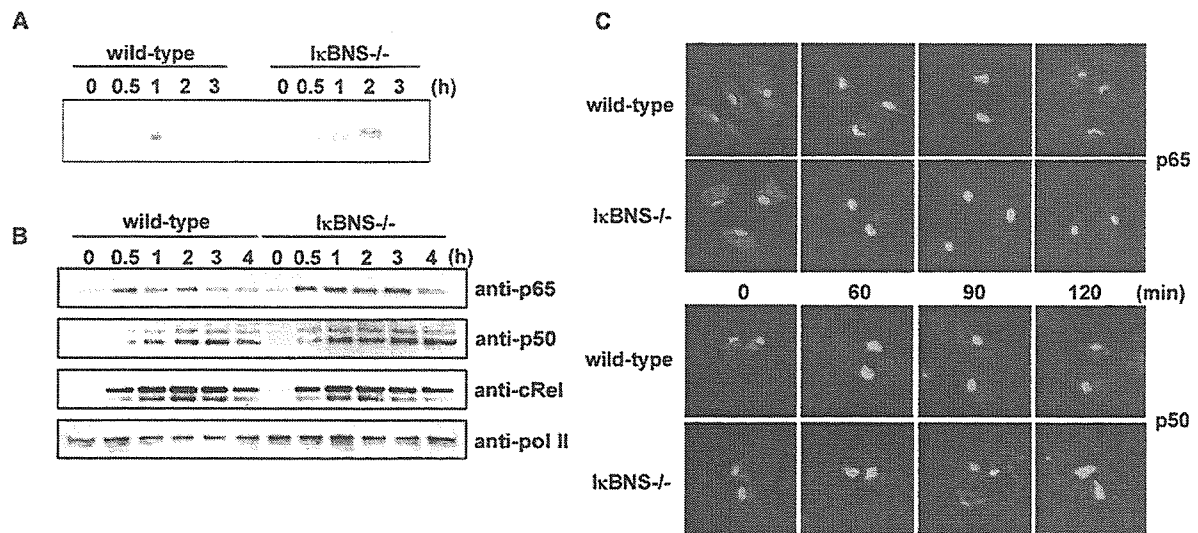 A
wild-type IκBNS-/-
0 0.5 1 2 3 0 0.5 1 2 3 (h)
B
wild-type IκBNS-/-
0 0.5 1 2 3 4 0 0.5 1 2 3 4 (h)
anti-p65
anti-p50
anti-cRel
anti-pol II
C
wild-type
p65
IκBNS-/-
0 60 90 120 (min)
wild-type
p50
IκBNS-/-